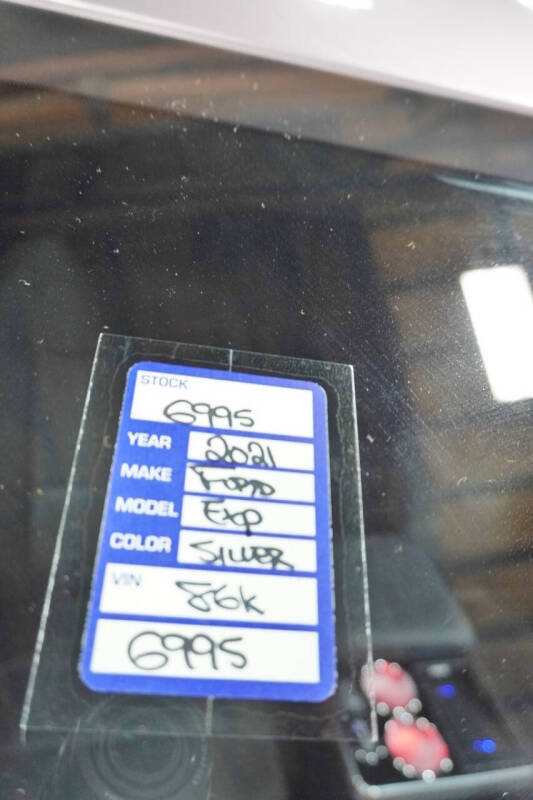 STOCK
6995
YEAR 2021
MAKE FORD
MODEL EXP
COLOR SILVER
VIN 86K
6995